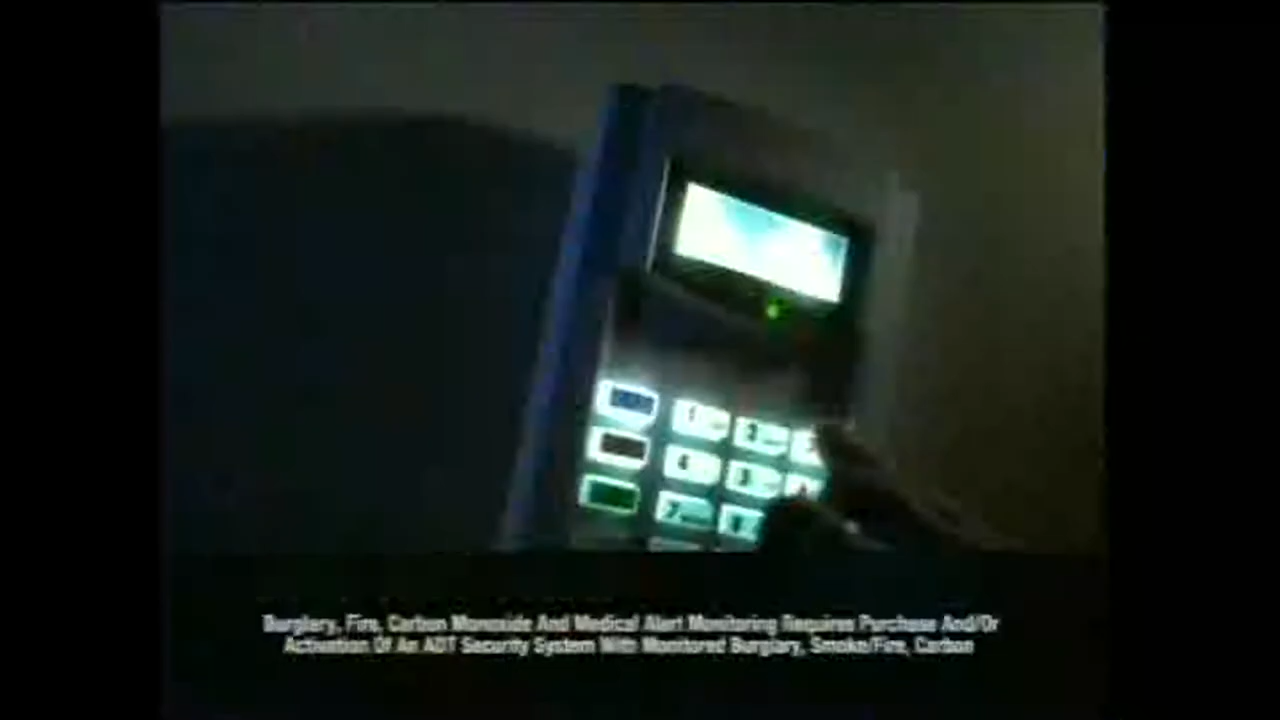 Burglary, Fire, Carbon Monoxide And Medical Alert Monitoring Requires Purchase And/Or
Activation Of An ADT Security System With Monitored Burglary, Smoke/Fire, Carbon